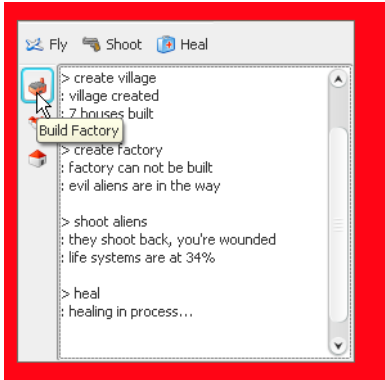 Fly Shoot Heal
> create village
: village created
: 7 houses built
Build Factory
> create factory
: factory can not be built
: evil aliens are in the way
> shoot aliens
: they shoot back, you're wounded
: life systems are at 34%
> heal
: healing in process...